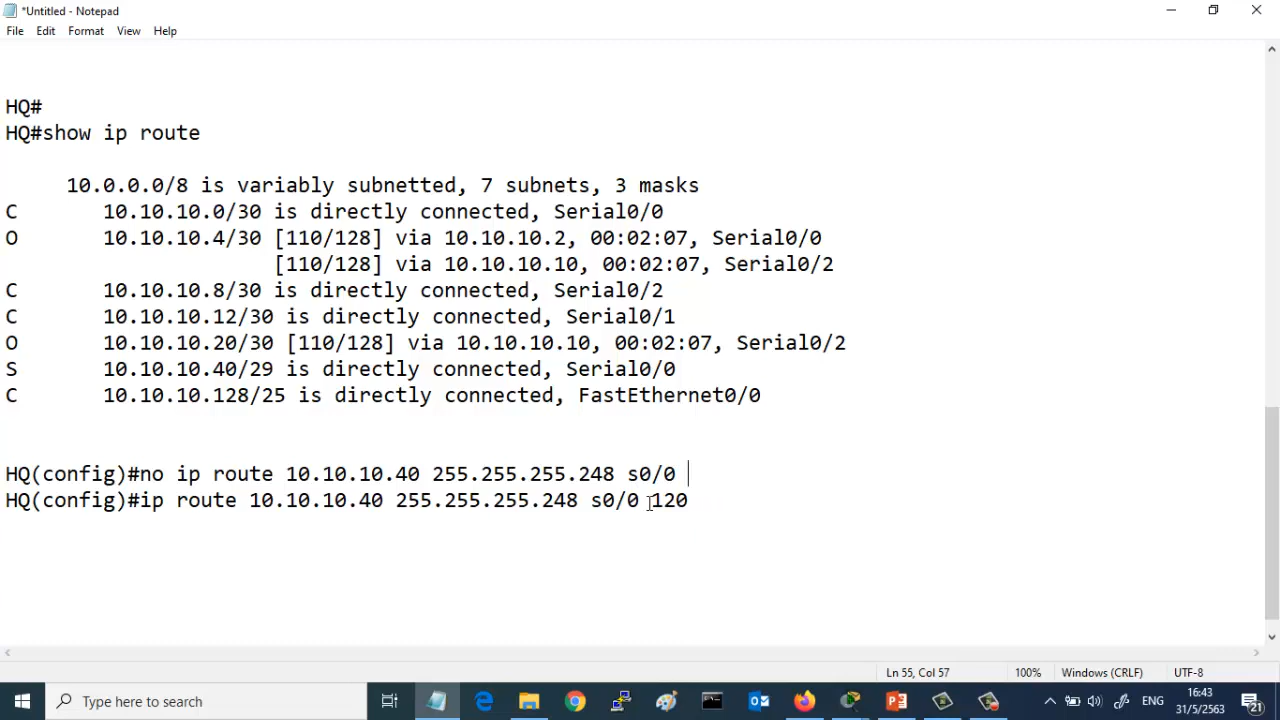 *Untitled - Notepad
File Edit Format View Help
HQ#
HQ#show ip route
10.0.0.0/8 is variably subnetted, 7 subnets, 3 masks
C 10.10.10.0/30 is directly connected, Serial0/0
O 10.10.10.4/30 [110/128] via 10.10.10.2, 00:02:07, Serial0/0
[110/128] via 10.10.10.10, 00:02:07, Serial0/2
C 10.10.10.8/30 is directly connected, Serial0/2
C 10.10.10.12/30 is directly connected, Serial0/1
O 10.10.10.20/30 [110/128] via 10.10.10.10, 00:02:07, Serial0/2
S 10.10.10.40/29 is directly connected, Serial0/0
C 10.10.10.128/25 is directly connected, FastEthernet0/0
HQ(config)#no ip route 10.10.10.40 255.255.255.248 s0/0
HQ(config)#ip route 10.10.10.40 255.255.255.248 s0/0 120
Ln 55, Col 57 100% Windows (CRLF) UTF-8
Type here to search
ENG
16:43
31/5/2563
21